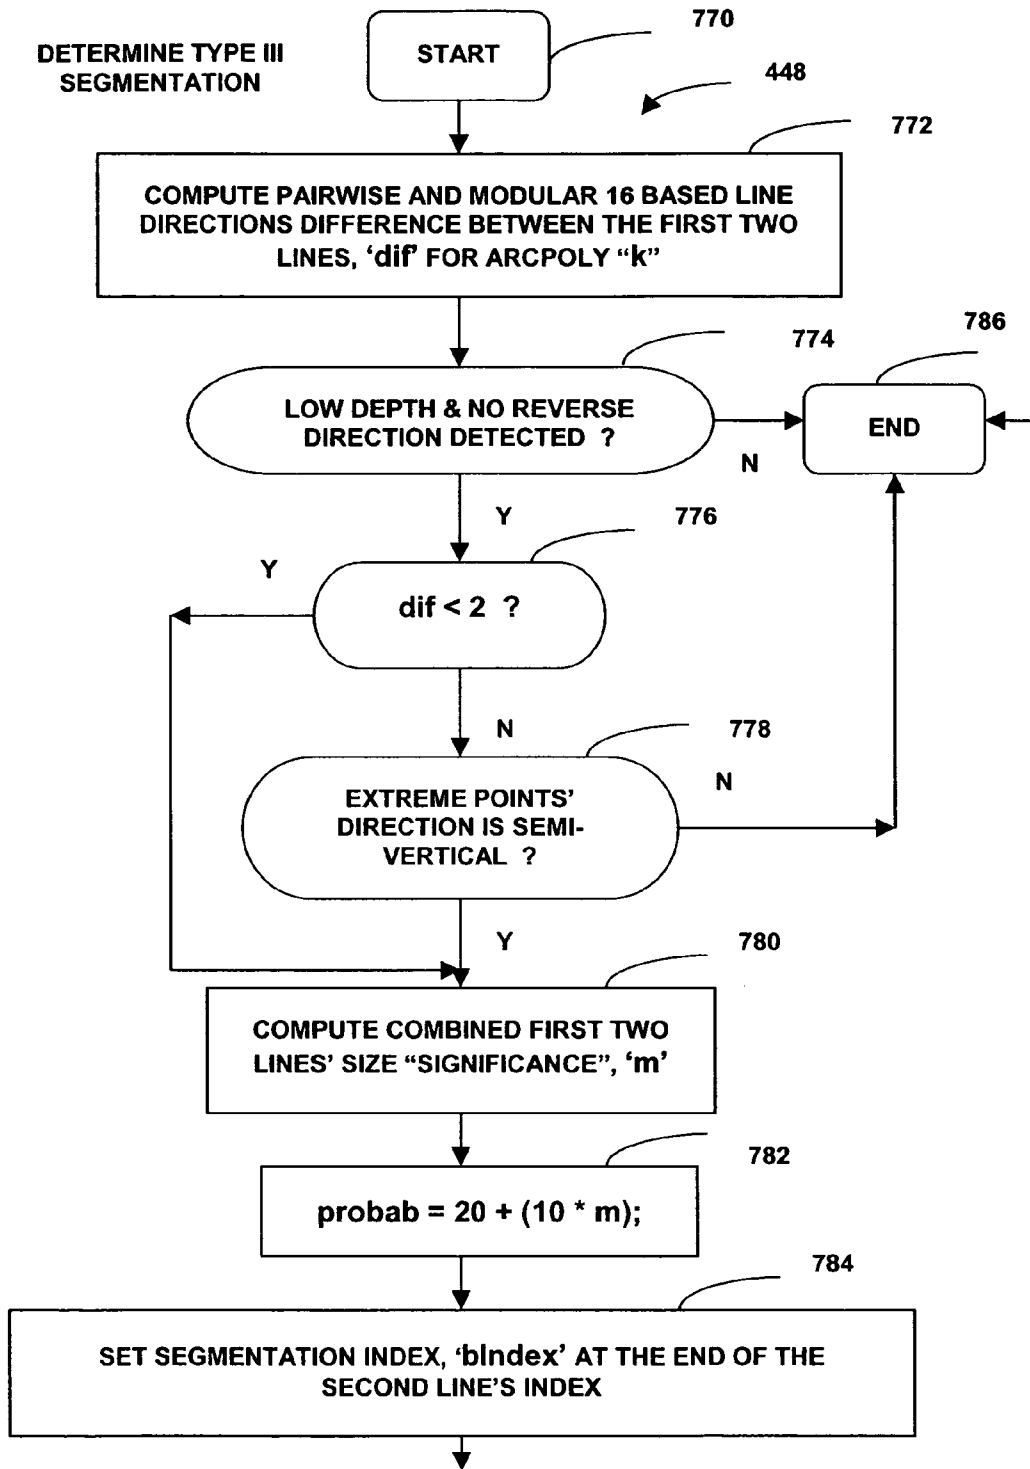 DETERMINE TYPE III
SEGMENTATION
START
770
448
772
COMPUTE PAIRWISE AND MODULAR 16 BASED LINE
DIRECTIONS DIFFERENCE BETWEEN THE FIRST TWO
LINES, ‘dif’ FOR ARCPOLY “k”
774
786
LOW DEPTH & NO REVERSE
DIRECTION DETECTED ?
END
N
Y
776
Y
dif < 2 ?
N
778
N
EXTREME POINTS’
DIRECTION IS SEMI-
VERTICAL ?
Y
780
COMPUTE COMBINED FIRST TWO
LINES’ SIZE “SIGNIFICANCE”, ‘m’
782
probab = 20 + (10 * m);
784
SET SEGMENTATION INDEX, ‘bIndex’ AT THE END OF THE
SECOND LINE’S INDEX